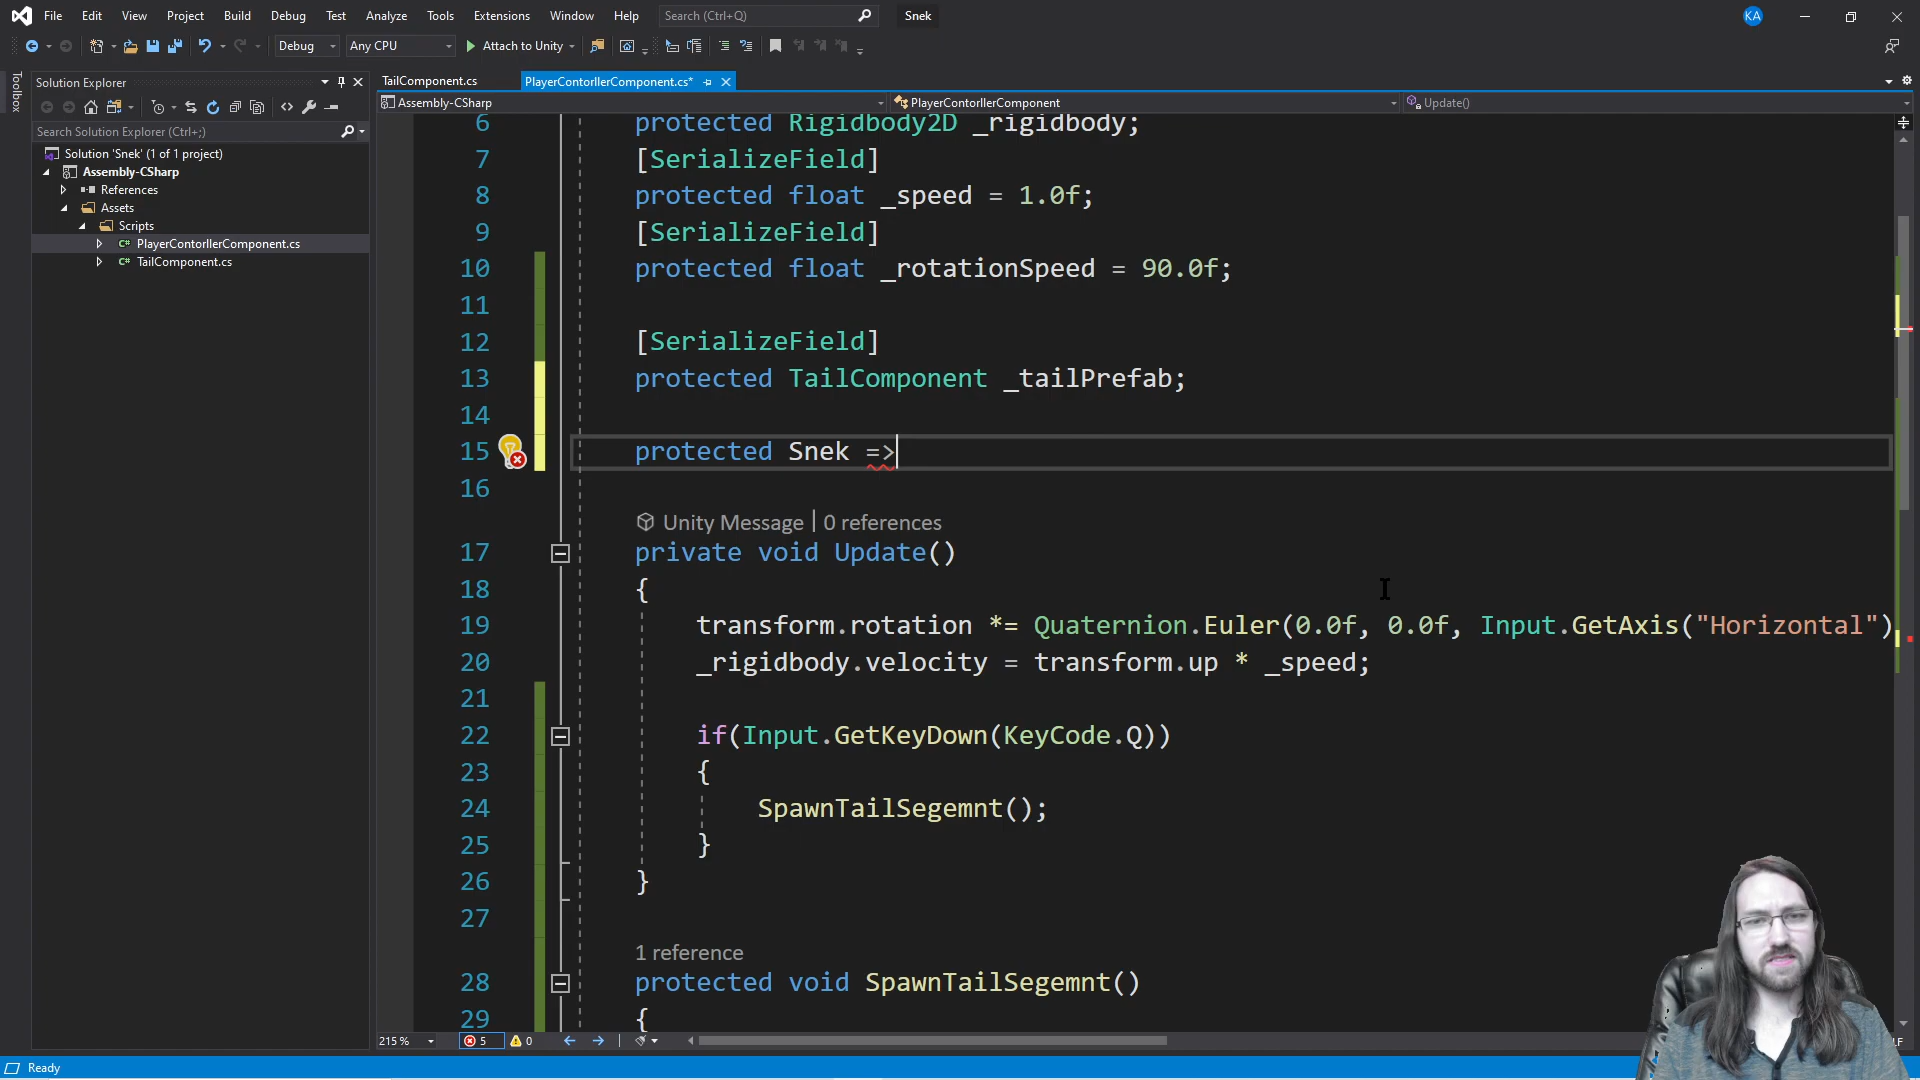 File Edit View Project Build Debug Test Analyze Tools Extensions Window Help Search (Ctrl+Q) Snek KA
Debug Any CPU Attach to Unity
Toolbox
Solution Explorer
Search Solution Explorer (Ctrl+;)
Solution 'Snek' (1 of 1 project)
Assembly-CSharp
References
Assets
Scripts
C# PlayerContorllerComponent.cs
C# TailComponent.cs
TailComponent.cs PlayerContorllerComponent.cs*
Assembly-CSharp PlayerContorllerComponent Update()
6 protected Rigidbody2D _rigidbody;
7 [SerializeField]
8 protected float _speed = 1.0f;
9 [SerializeField]
10 protected float _rotationSpeed = 90.0f;
11
12 [SerializeField]
13 protected TailComponent _tailPrefab;
14
15 protected Snek =>
16
Unity Message | 0 references
17 private void Update()
18 {
19 transform.rotation *= Quaternion.Euler(0.0f, 0.0f, Input.GetAxis("Horizontal")
20 _rigidbody.velocity = transform.up * _speed;
21
22 if(Input.GetKeyDown(KeyCode.Q))
23 {
24 SpawnTailSegemnt();
25 }
26 }
27
1 reference
28 protected void SpawnTailSegemnt()
29 {
215 % 5 0
Ready